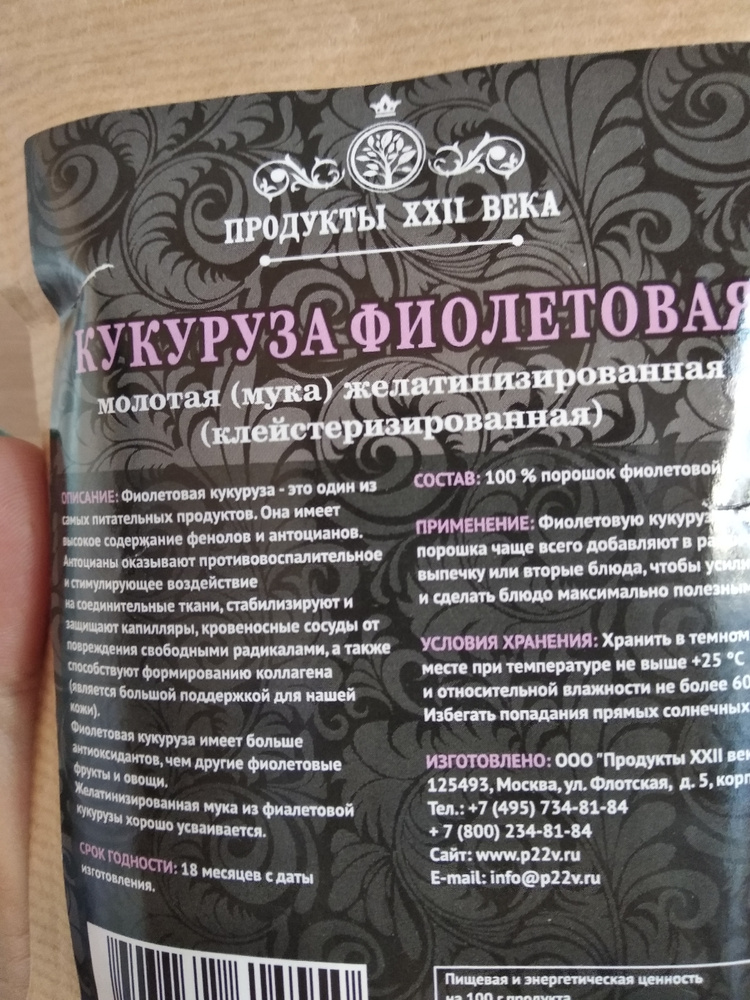 ПРОДУКТЫ XXII ВЕКА
КУКУРУЗА ФИОЛЕТОВАЯ
молотая (мука) желатинизированная
(клейстеризированная)
ОПИСАНИЕ: Фиолетовая кукуруза - это один из
самых питательных продуктов. Она имеет
высокое содержание фенолов и антоцианов.
Антоцианы оказывают противовоспалительное
и стимулирующее воздействие
на соединительные ткани, стабилизируют и
защищают капилляры, кровеносные сосуды от
повреждения свободными радикалами, а также
способствуют формированию коллагена
(является большой поддержкой для нашей
кожи).
Фиолетовая кукуруза имеет больше
антиоксидантов, чем другие фиолетовые
фрукты и овощи.
Желатинизированная мука из фиалетовой
кукурузы хорошо усваивается.
СРОК ГОДНОСТИ: 18 месяцев с даты
изготовления.
СОСТАВ: 100 % порошок фиолетовой
ПРИМЕНЕНИЕ: Фиолетовую
порошка чаще всего добавляют в
выпечку или вторые блюда, чтобы
и сделать блюдо максимально
УСЛОВИЯ ХРАНЕНИЯ: Хранить в темном
месте при температуре не выше +25 °C
и относительной влажности не более 60
Избегать попадания прямых солнечных
ИЗГОТОВЛЕНО: ООО "Продукты XXII
125493, Москва, ул. Флотская, д. 5,
Тел.: +7 (495) 734-81-84
+ 7 (800) 234-81-84
Сайт: www.p22v.ru
E-mail: info@p22v.ru
Пищевая и энергетическая ценность
на 100 г продукта